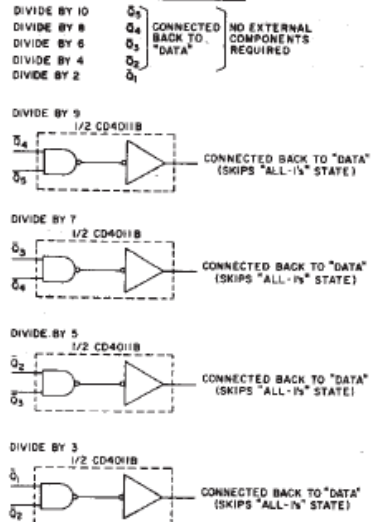 DIVIDE BY 10 Q̄5
DIVIDE BY 8 Q̄4 CONNECTED NO EXTERNAL
DIVIDE BY 6 Q̄3 BACK TO COMPONENTS
DIVIDE BY 4 Q̄2 "DATA" REQUIRED
DIVIDE BY 2 Q̄1
DIVIDE BY 9
1/2 CD4011B
Q̄4
Q̄5
CONNECTED BACK TO "DATA"
(SKIPS "ALL-1's" STATE)
DIVIDE BY 7
1/2 CD4011B
Q̄3
Q̄4
CONNECTED BACK TO "DATA"
(SKIPS "ALL-1's" STATE)
DIVIDE BY 5
1/2 CD4011B
Q̄2
Q̄3
CONNECTED BACK TO "DATA"
(SKIPS "ALL-1's" STATE)
DIVIDE BY 3
1/2 CD4011B
Q̄1
Q̄2
CONNECTED BACK TO "DATA"
(SKIPS "ALL-1's" STATE)